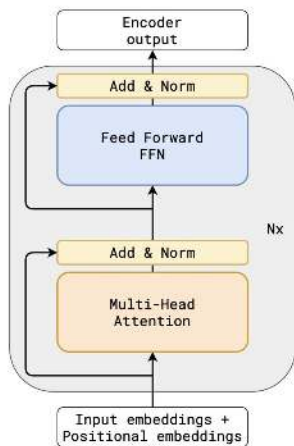 Encoder
output
Add & Norm
Feed Forward
FFN
Nx
Add & Norm
Multi-Head
Attention
Input embeddings +
Positional embeddings